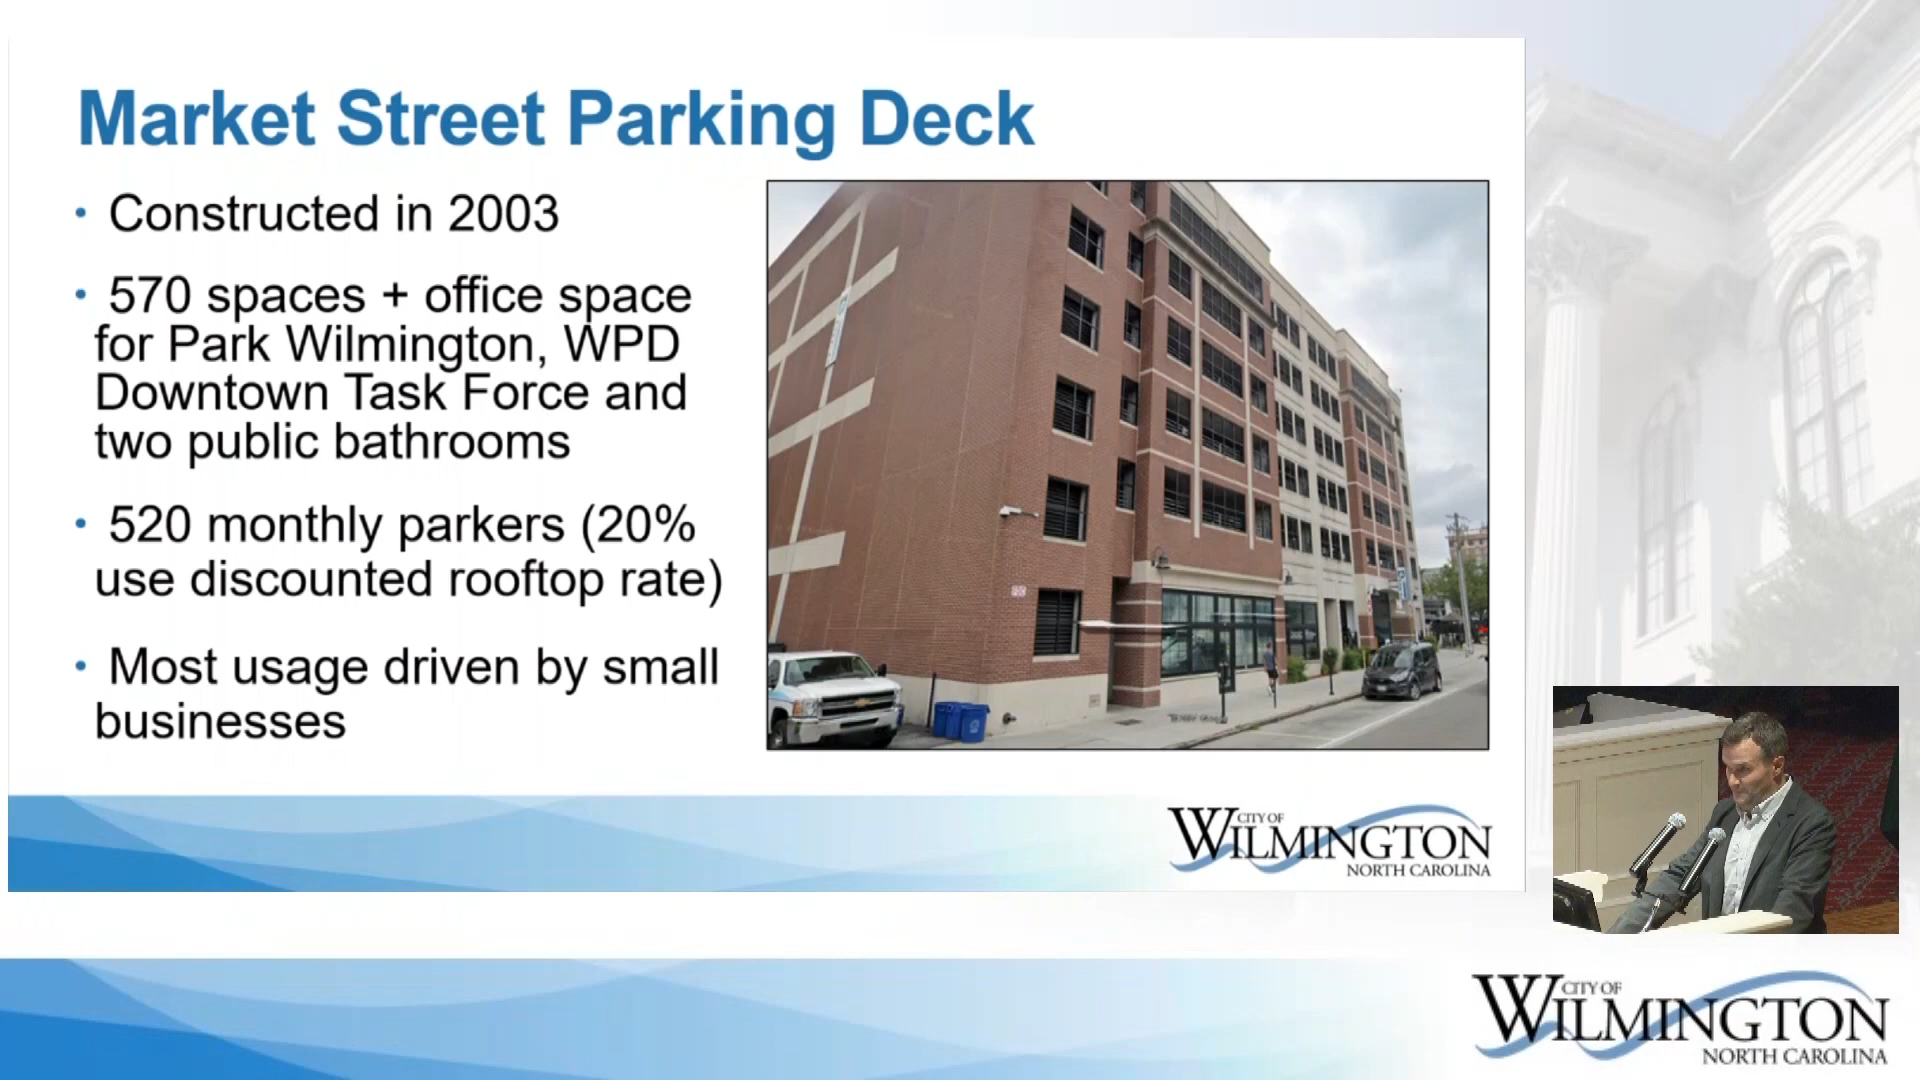 Market Street Parking Deck
• Constructed in 2003
• 570 spaces + office space
for Park Wilmington, WPD
Downtown Task Force and
two public bathrooms
• 520 monthly parkers (20%
use discounted rooftop rate)
• Most usage driven by small
businesses
CITY OF
WILMINGTON
NORTH CAROLINA
CITY OF
WILMINGTON
NORTH CAROLINA